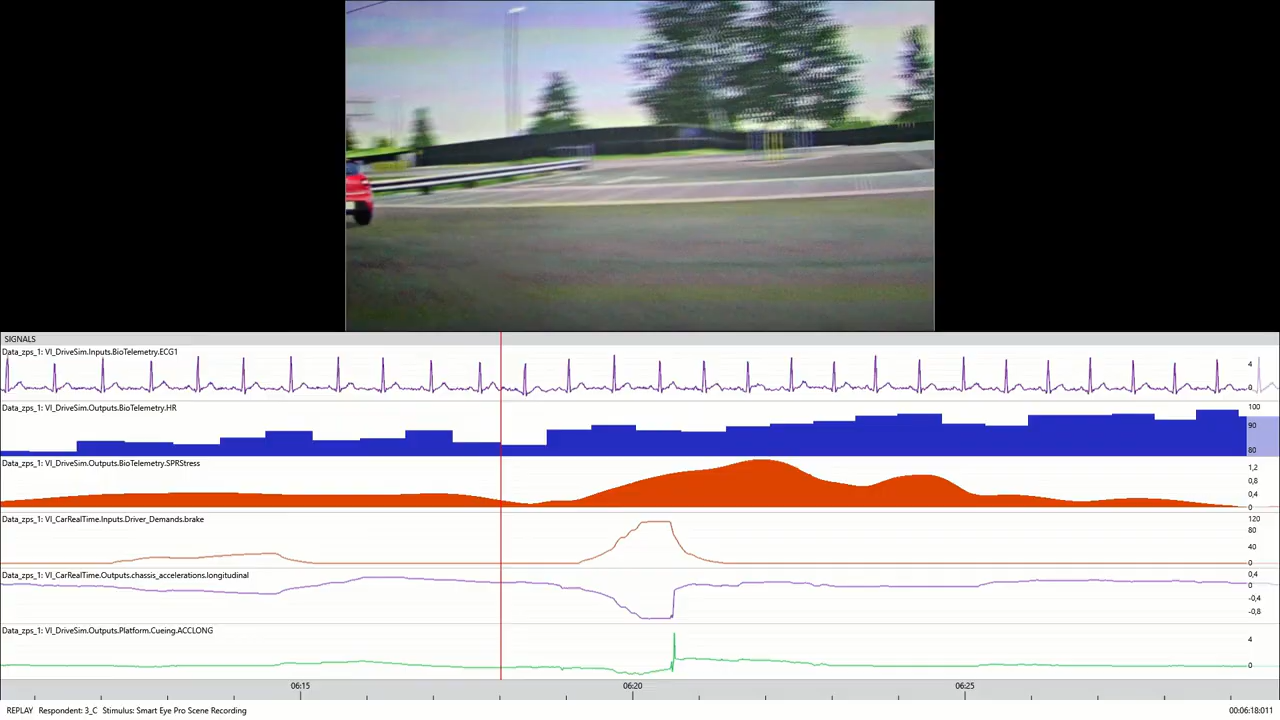 SIGNALS
Data_zps_1: VI_DriveSim.Inputs.BioTelemetry.ECG1
4
0
Data_zps_1: VI_DriveSim.Outputs.BioTelemetry.HR
100
90
80
Data_zps_1: VI_DriveSim.Outputs.BioTelemetry.SPRStress
1,2
0,8
0,4
0
Data_zps_1: VI_CarRealTime.Inputs.Driver_Demands.brake
120
80
40
0
Data_zps_1: VI_CarRealTime.Outputs.chassis_accelerations.longitudinal
0,4
0
-0,4
-0,8
Data_zps_1: VI_DriveSim.Outputs.Platform.Cueing.ACCLONG
4
0
06:15 06:20 06:25
REPLAY Respondent: 3_C Stimulus: Smart Eye Pro Scene Recording 00:06:18:011